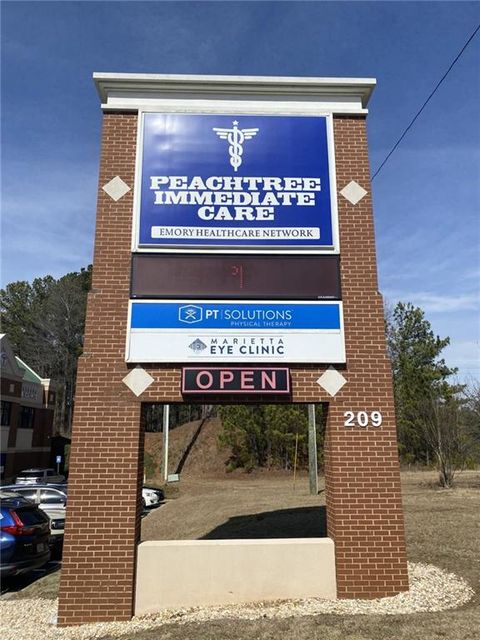 PEACHTREE
IMMEDIATE
CARE
EMORY HEALTHCARE NETWORK
PT SOLUTIONS
PHYSICAL THERAPY
MARIETTA
EYE CLINIC
OPEN
209